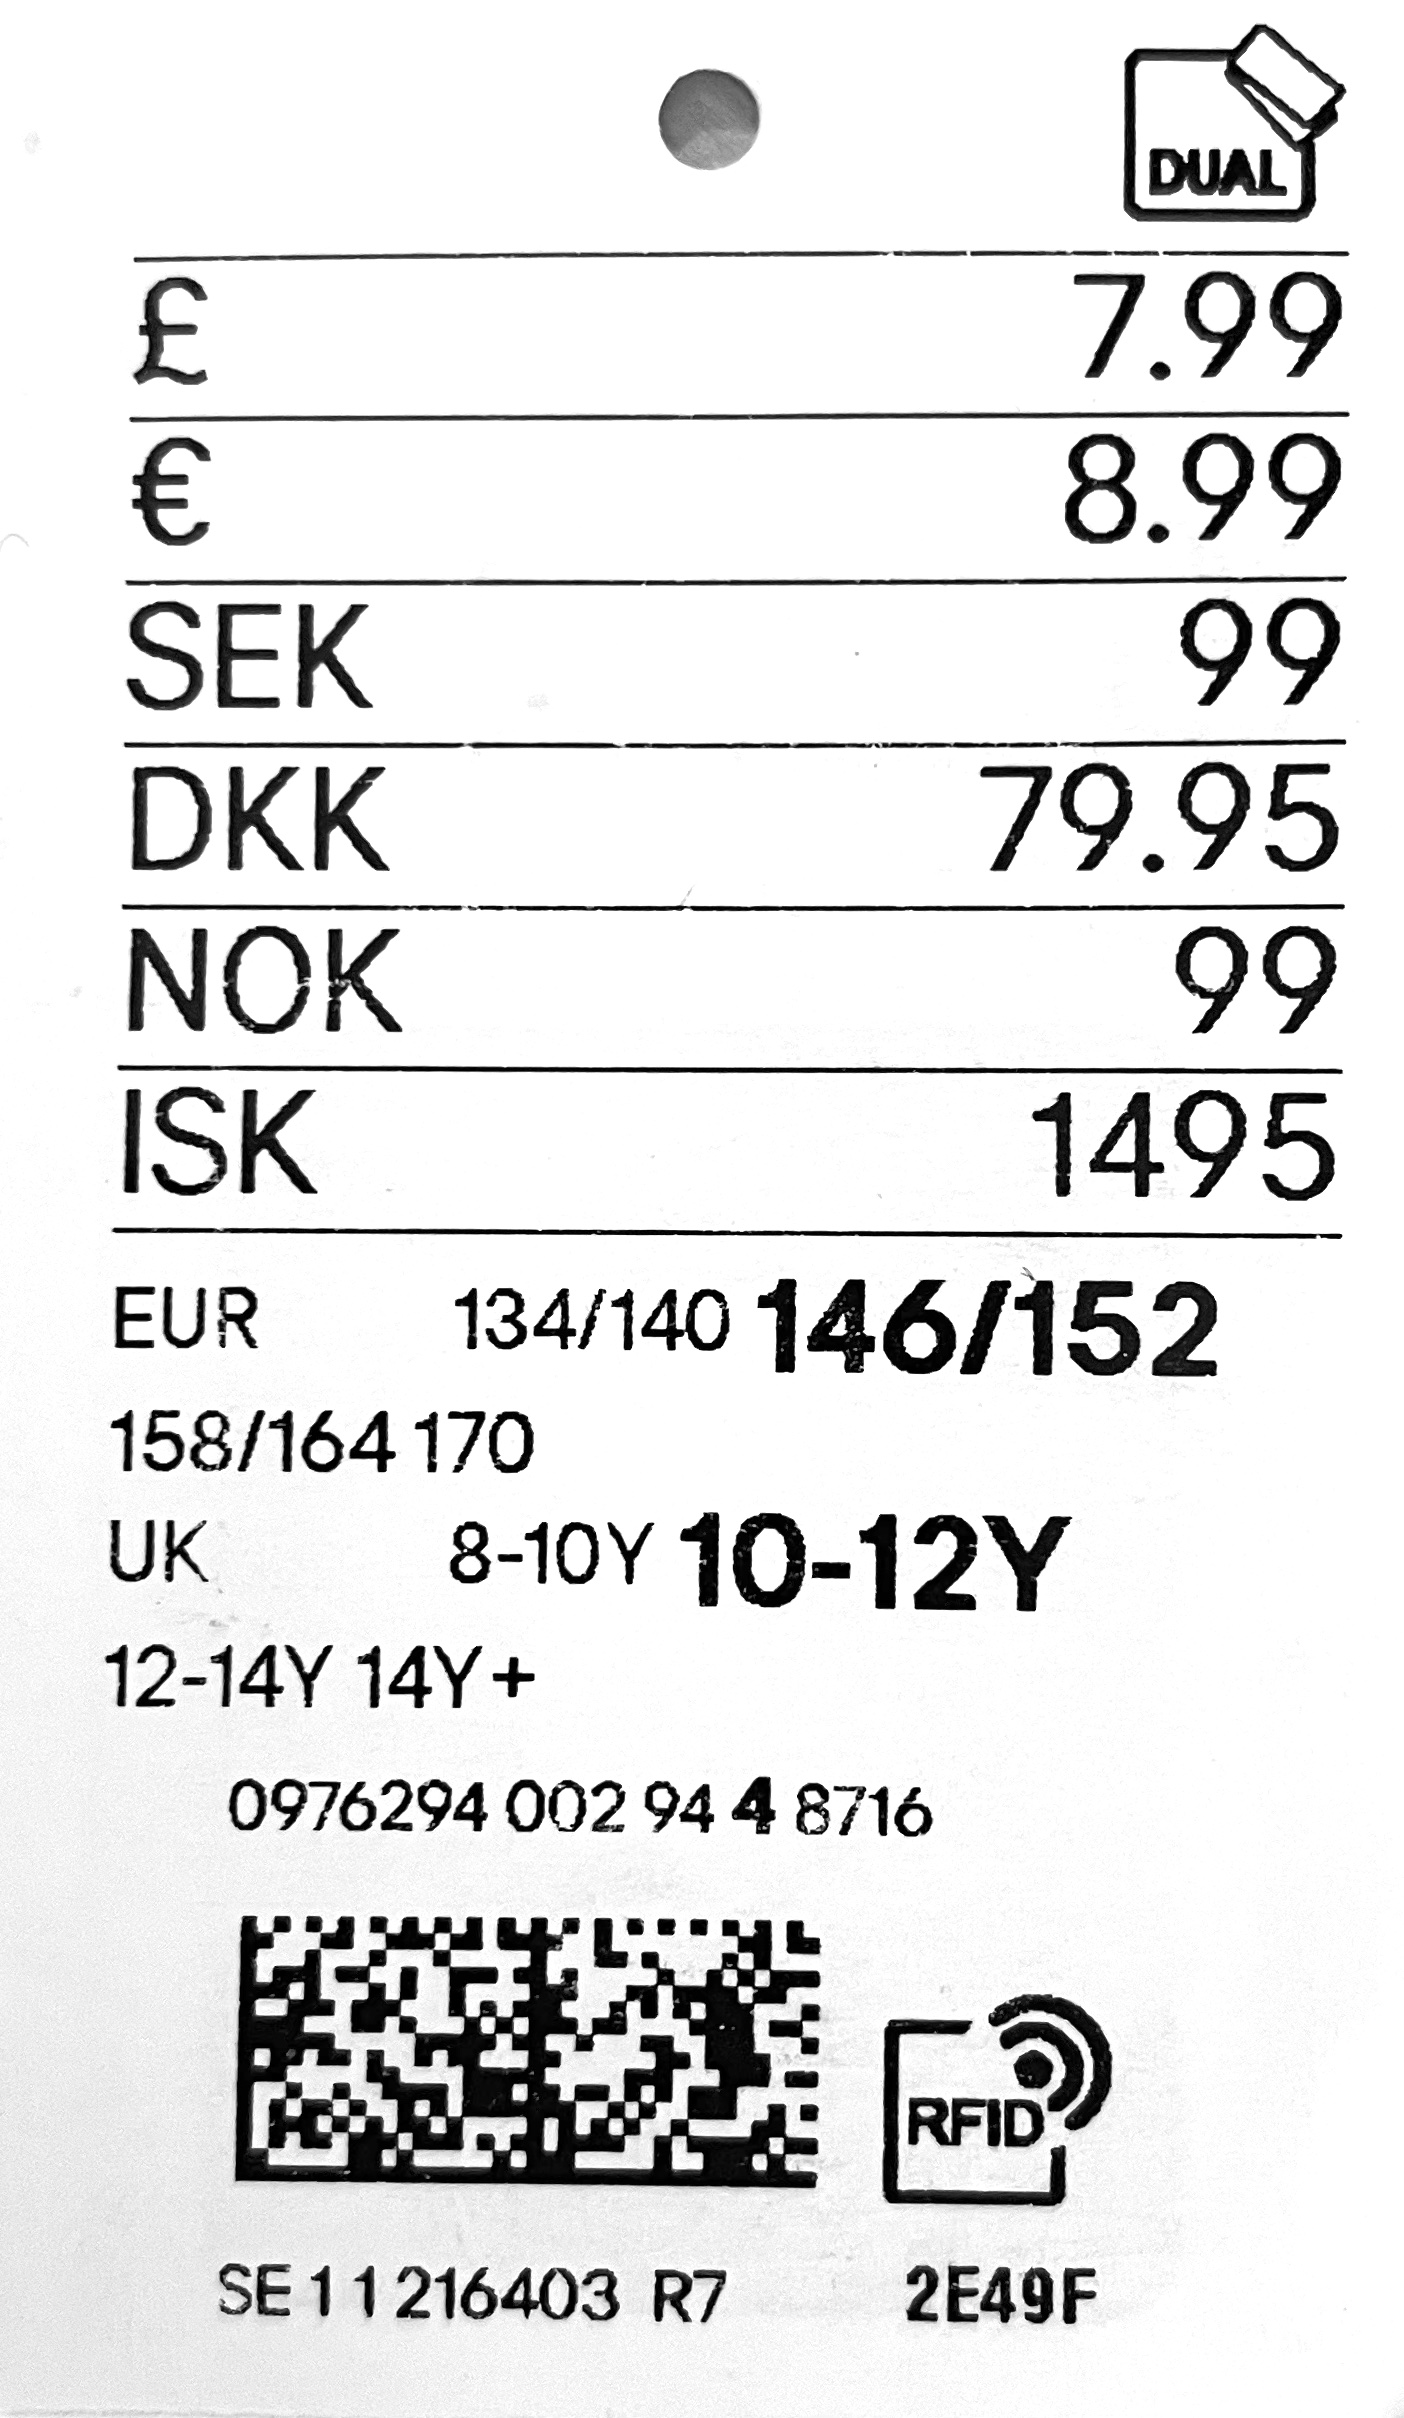 DUAL
£ 7.99
€ 8.99
SEK 99
DKK 79.95
NOK 99
ISK 1495
EUR 134/140 146/152
158/164 170
UK 8-10Y 10-12Y
12-14Y 14Y+
0976294 002 94 4 8716
RFID
SE 1 1 216403 R7 2E49F